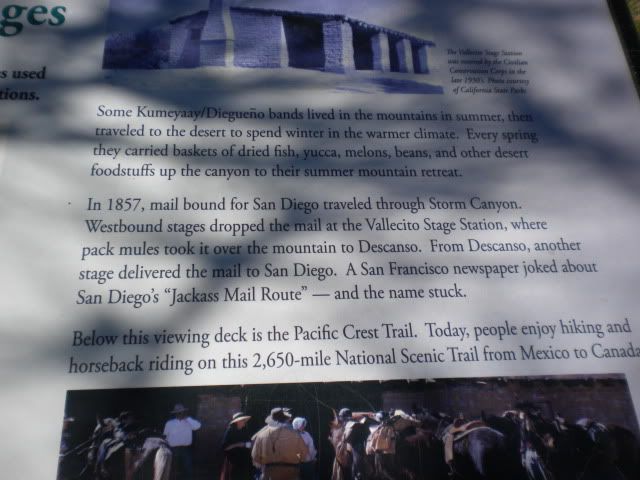 ges
s used
tions.
The Vallecito Stage Station
was restored by the Civilian
Conservation Corps in the
late 1930's. Photo courtesy
of California State Parks
Some Kumeyaay/Diegueño bands lived in the mountains in summer, then
traveled to the desert to spend winter in the warmer climate. Every spring
they carried baskets of dried fish, yucca, melons, beans, and other desert
foodstuffs up the canyon to their summer mountain retreat.
In 1857, mail bound for San Diego traveled through Storm Canyon.
Westbound stages dropped the mail at the Vallecito Stage Station, where
pack mules took it over the mountain to Descanso. From Descanso, another
stage delivered the mail to San Diego. A San Francisco newspaper joked about
San Diego's "Jackass Mail Route" — and the name stuck.
Below this viewing deck is the Pacific Crest Trail. Today, people enjoy hiking and
horseback riding on this 2,650-mile National Scenic Trail from Mexico to Canada